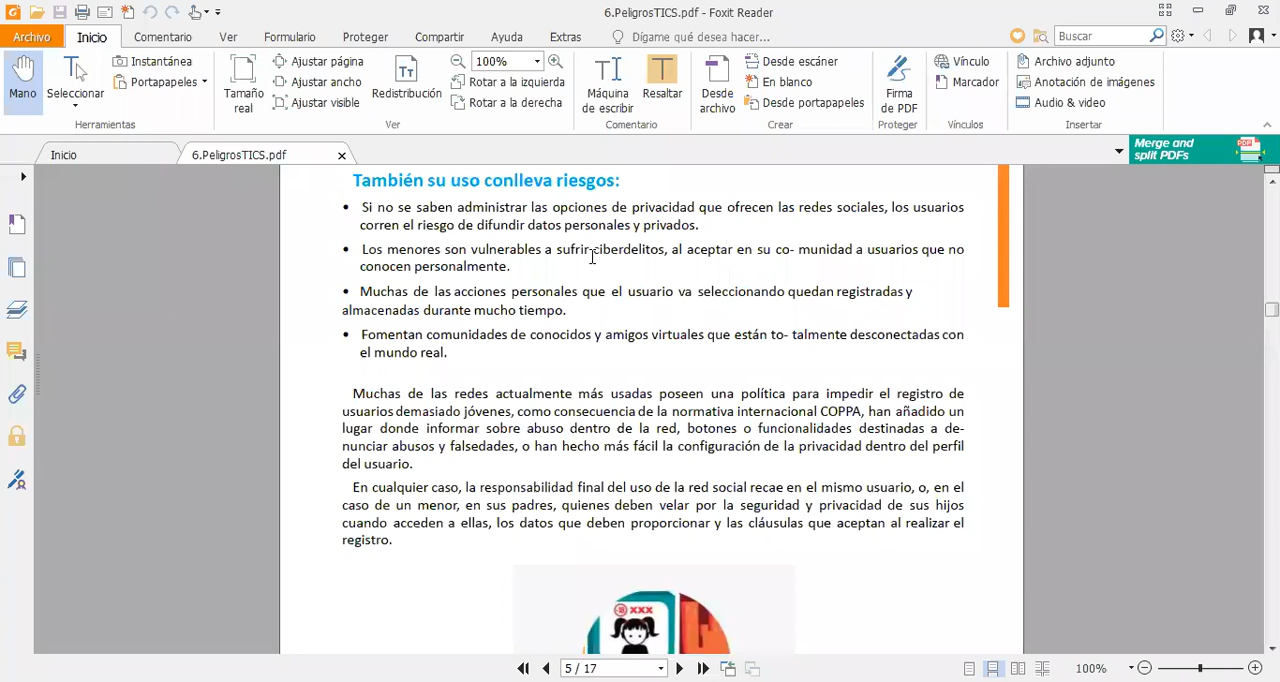 6.PeligrosTICS.pdf - Foxit Reader
Archivo Inicio Comentario Ver Formulario Proteger Compartir Ayuda Extras Dígame qué desea hacer... Buscar
Mano
Seleccionar
Instantánea
Portapapeles
Herramientas
Tamaño real
Ajustar página
Ajustar ancho
Ajustar visible
Redistribución
100%
Rotar a la izquierda
Rotar a la derecha
Ver
Máquina de escribir
Resaltar
Comentario
Desde archivo
Desde escáner
En blanco
Desde portapapeles
Crear
Firma de PDF
Proteger
Vínculo
Marcador
Vínculos
Archivo adjunto
Anotación de imágenes
Audio & video
Insertar
Inicio
6.PeligrosTICS.pdf
Merge and
split PDFs
También su uso conlleva riesgos:
• Si no se saben administrar las opciones de privacidad que ofrecen las redes sociales, los usuarios
corren el riesgo de difundir datos personales y privados.
• Los menores son vulnerables a sufrir ciberdelitos, al aceptar en su co- munidad a usuarios que no
conocen personalmente.
• Muchas de las acciones personales que el usuario va seleccionando quedan registradas y
almacenadas durante mucho tiempo.
• Fomentan comunidades de conocidos y amigos virtuales que están to- talmente desconectadas con
el mundo real.
Muchas de las redes actualmente más usadas poseen una política para impedir el registro de
usuarios demasiado jóvenes, como consecuencia de la normativa internacional COPPA, han añadido un
lugar donde informar sobre abuso dentro de la red, botones o funcionalidades destinadas a de-
nunciar abusos y falsedades, o han hecho más fácil la configuración de la privacidad dentro del perfil
del usuario.
En cualquier caso, la responsabilidad final del uso de la red social recae en el mismo usuario, o, en el
caso de un menor, en sus padres, quienes deben velar por la seguridad y privacidad de sus hijos
cuando acceden a ellas, los datos que deben proporcionar y las cláusulas que aceptan al realizar el
registro.
XXX
5 / 17
100%